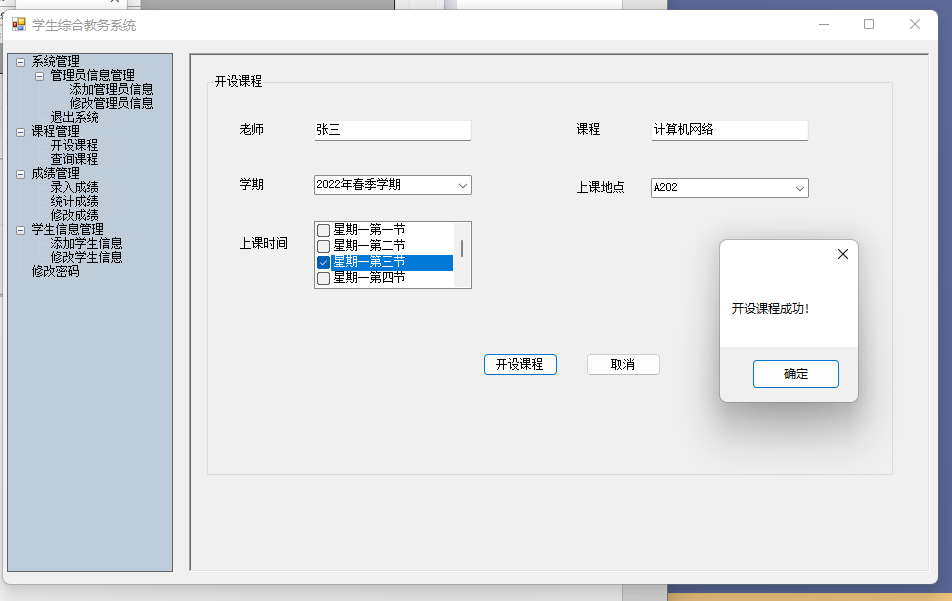 学生综合教务系统
系统管理
管理员信息管理
添加管理员信息
修改管理员信息
退出系统
课程管理
开设课程
查询课程
成绩管理
录入成绩
统计成绩
修改成绩
学生信息管理
添加学生信息
修改学生信息
修改密码
开设课程
老师
张三
课程
计算机网络
学期
2022年春季学期
上课地点
A202
上课时间
星期一第一节
星期一第二节
星期一第三节
星期一第四节
开设课程成功!
开设课程
取消
确定